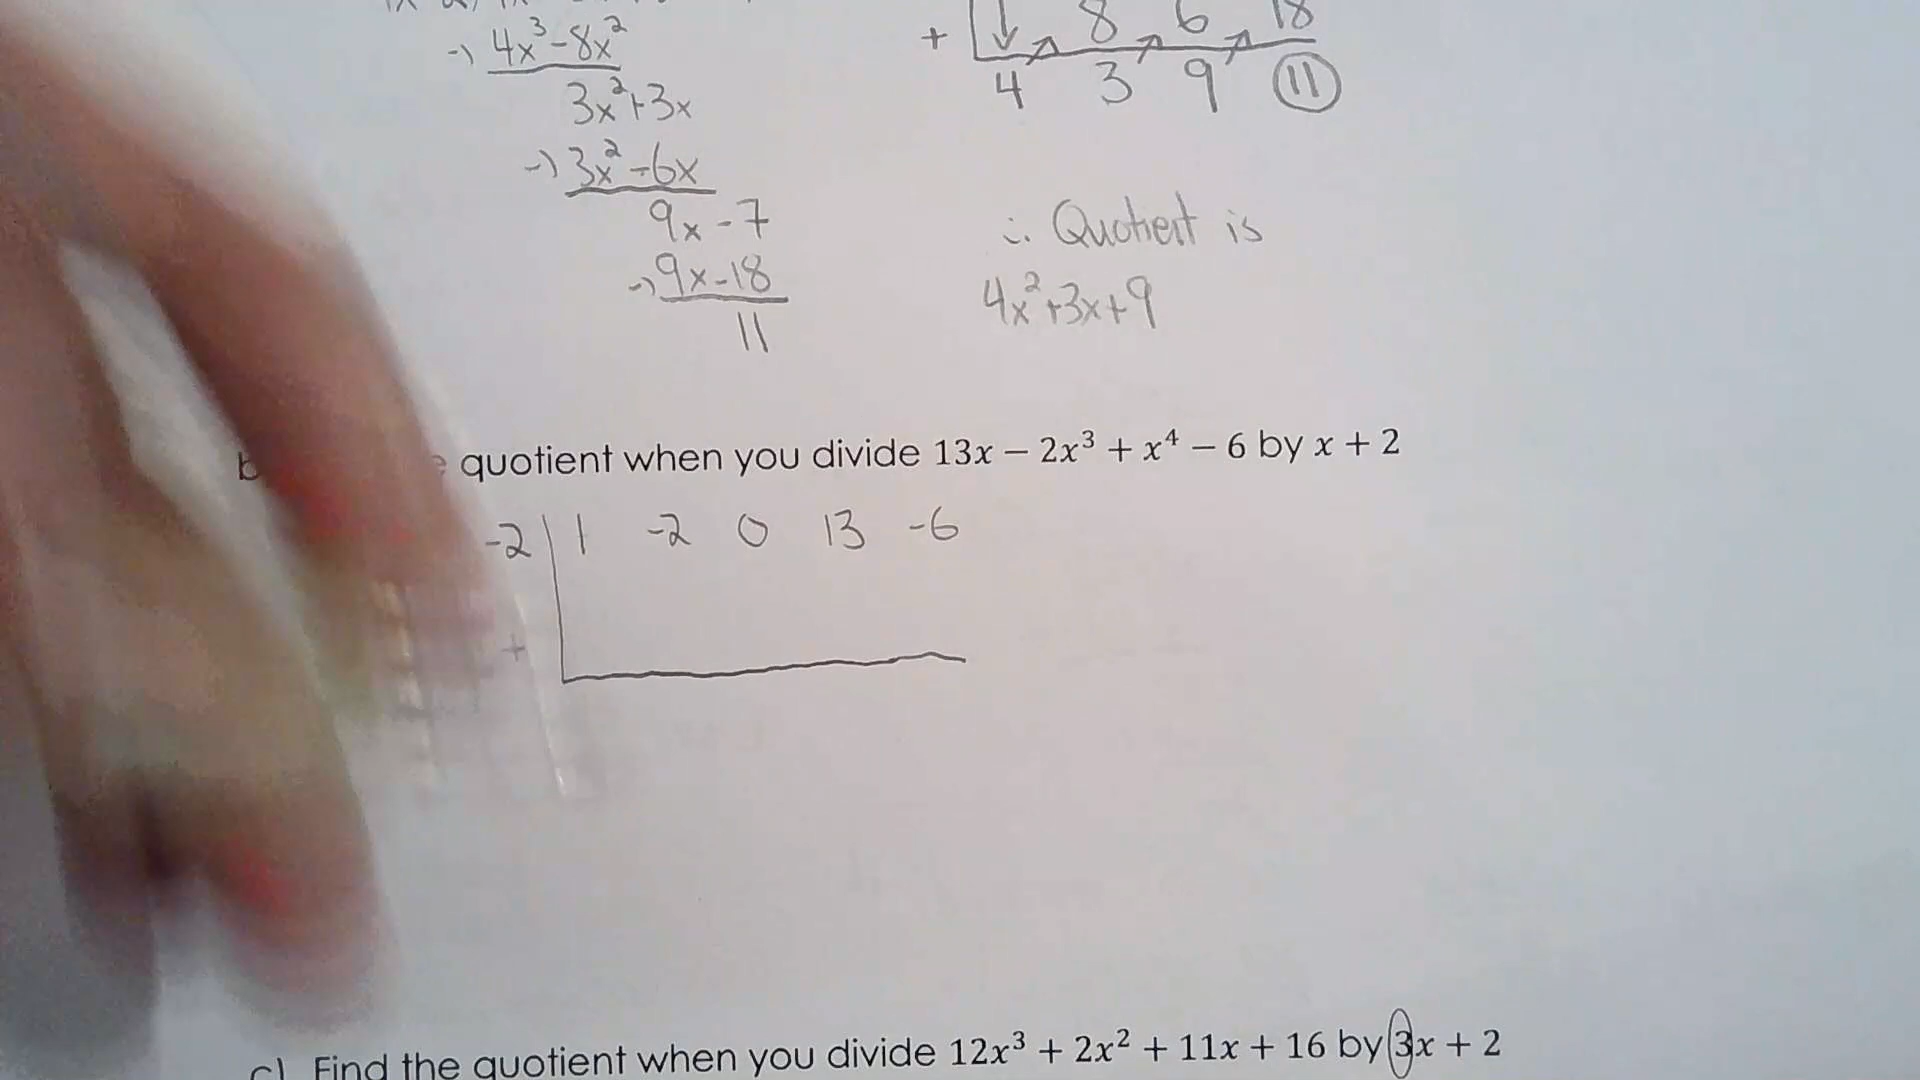 -) 4x³-8x²
3x²+3x
-) 3x²-6x
9x-7
-) 9x-18
11
+ 8 6 18
4 3 9 11
∴ Quotient is
4x²+3x+9
quotient when you divide 13x − 2x³ + x⁴ − 6 by x + 2
-2 1 -2 0 13 -6
+
c) Find the quotient when you divide 12x³ + 2x² + 11x + 16 by 3x + 2